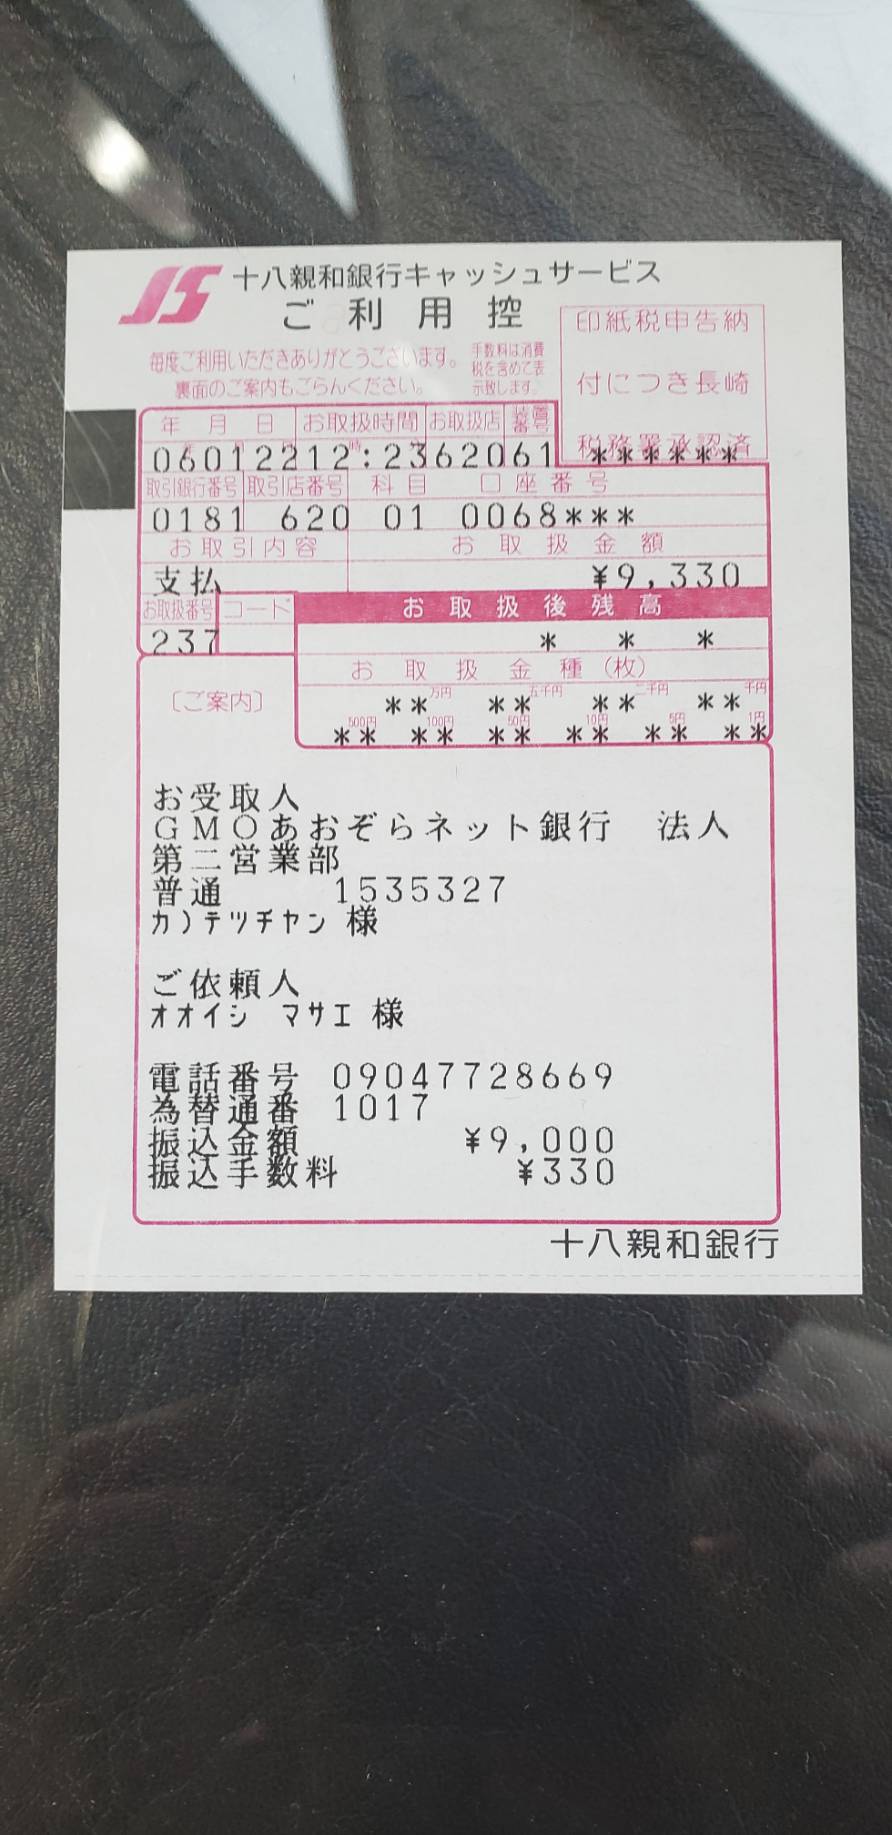 JS 十八親和銀行キャッシュサービス
ご利用控
印紙税申告納
付につき長崎
税務署承認済
毎度ご利用いただきありがとうございます。
裏面のご案内もごらんください。
手数料は消費
税を含めて表
示致します。
年 月 日 お取扱時間 お取扱店 装置番号
06012212:2362061 ******
取引銀行番号 取引店番号 科目 口座番号
0181 620 01 0068***
お取引内容 お取扱金額
支払 ¥9,330
お取扱番号 コード お取扱後残高
237 * * *
お取扱金種(枚)
〔ご案内〕
万円 五千円 二千円 千円
** ** ** **
500円 100円 50円 10円 5円 1円
** ** ** ** ** **
お受取人
GMOあおぞらネット銀行 法人
第二営業部
普通 1535327
カ)テツチヤン 様
ご依頼人
オオイシ マサエ 様
電話番号 09047728669
為替通番 1017
振込金額 ¥9,000
振込手数料 ¥330
十八親和銀行